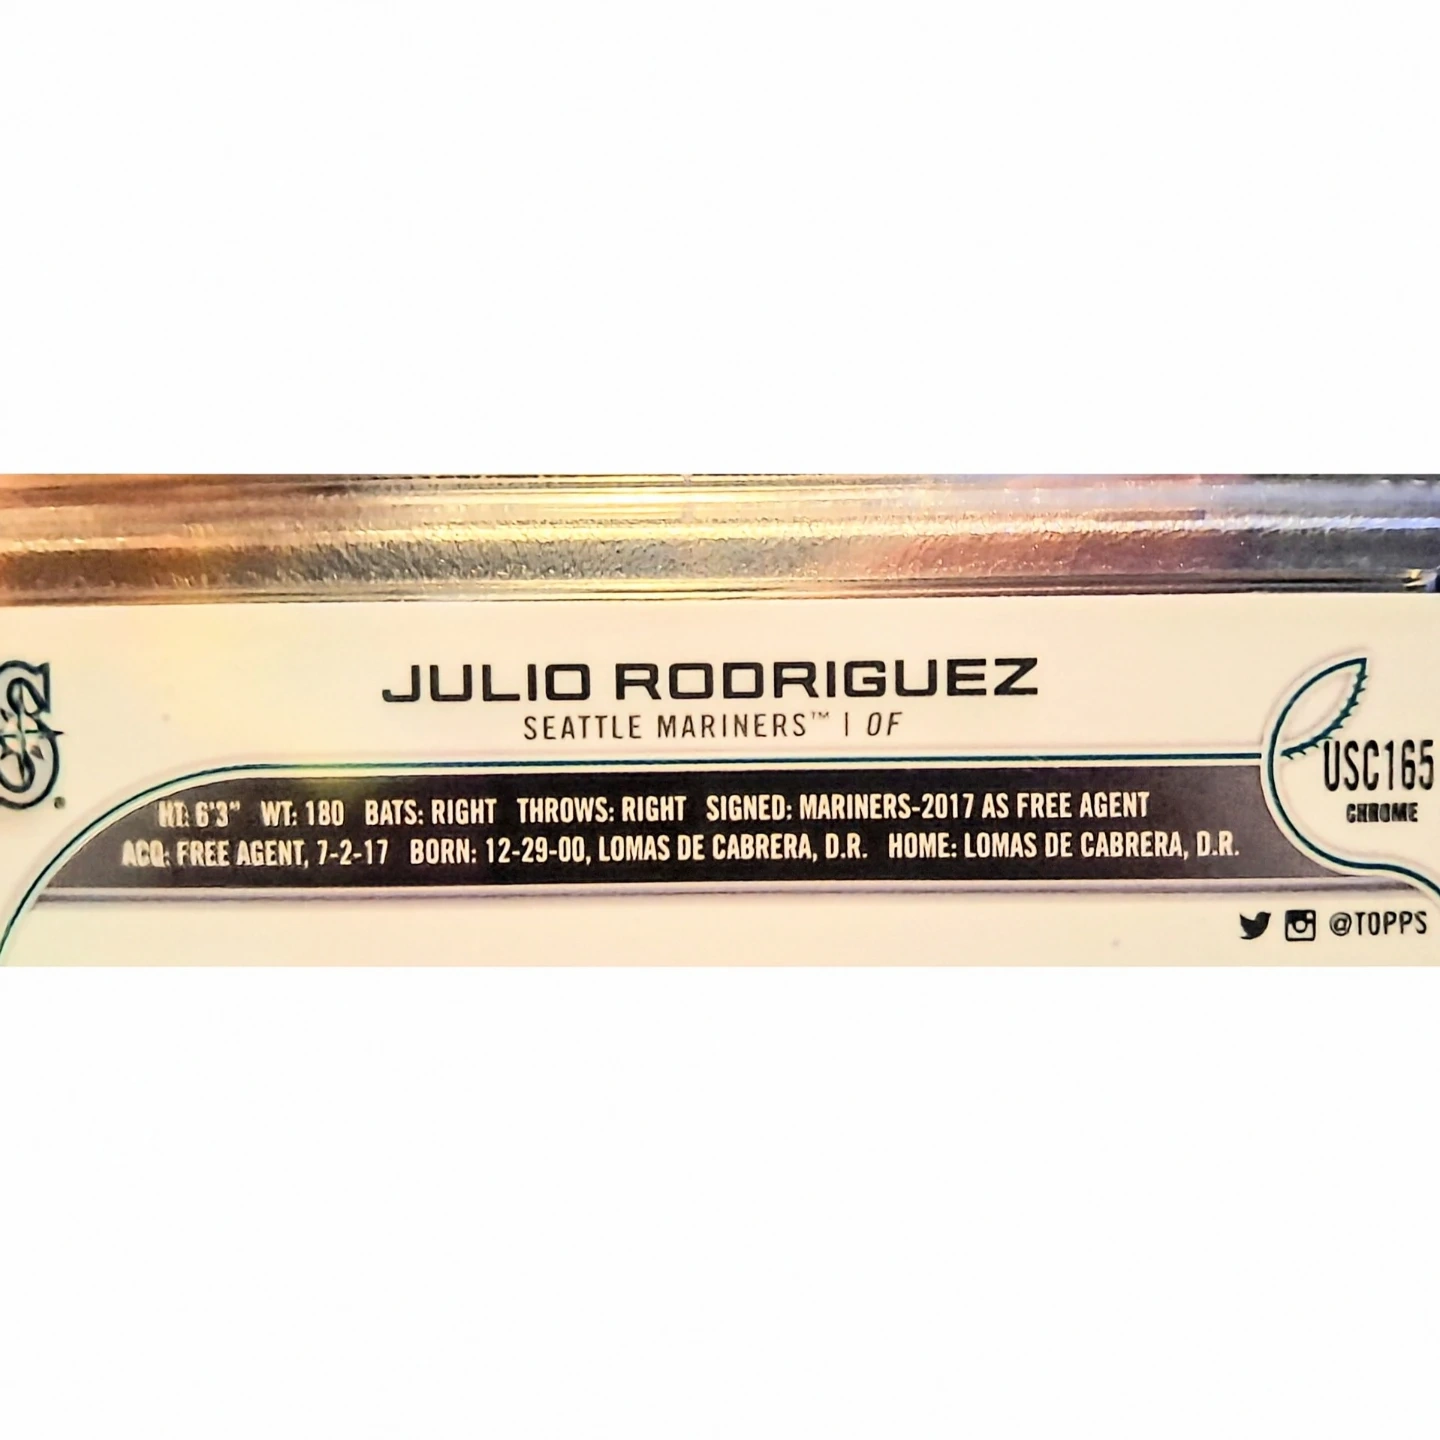 JULIO RODRIGUEZ
SEATTLE MARINERS™ | OF
USC165
CHROME
HT: 6'3" WT: 180 BATS: RIGHT THROWS: RIGHT SIGNED: MARINERS-2017 AS FREE AGENT
ACQ: FREE AGENT, 7-2-17 BORN: 12-29-00, LOMAS DE CABRERA, D.R. HOME: LOMAS DE CABRERA, D.R.
@TOPPS